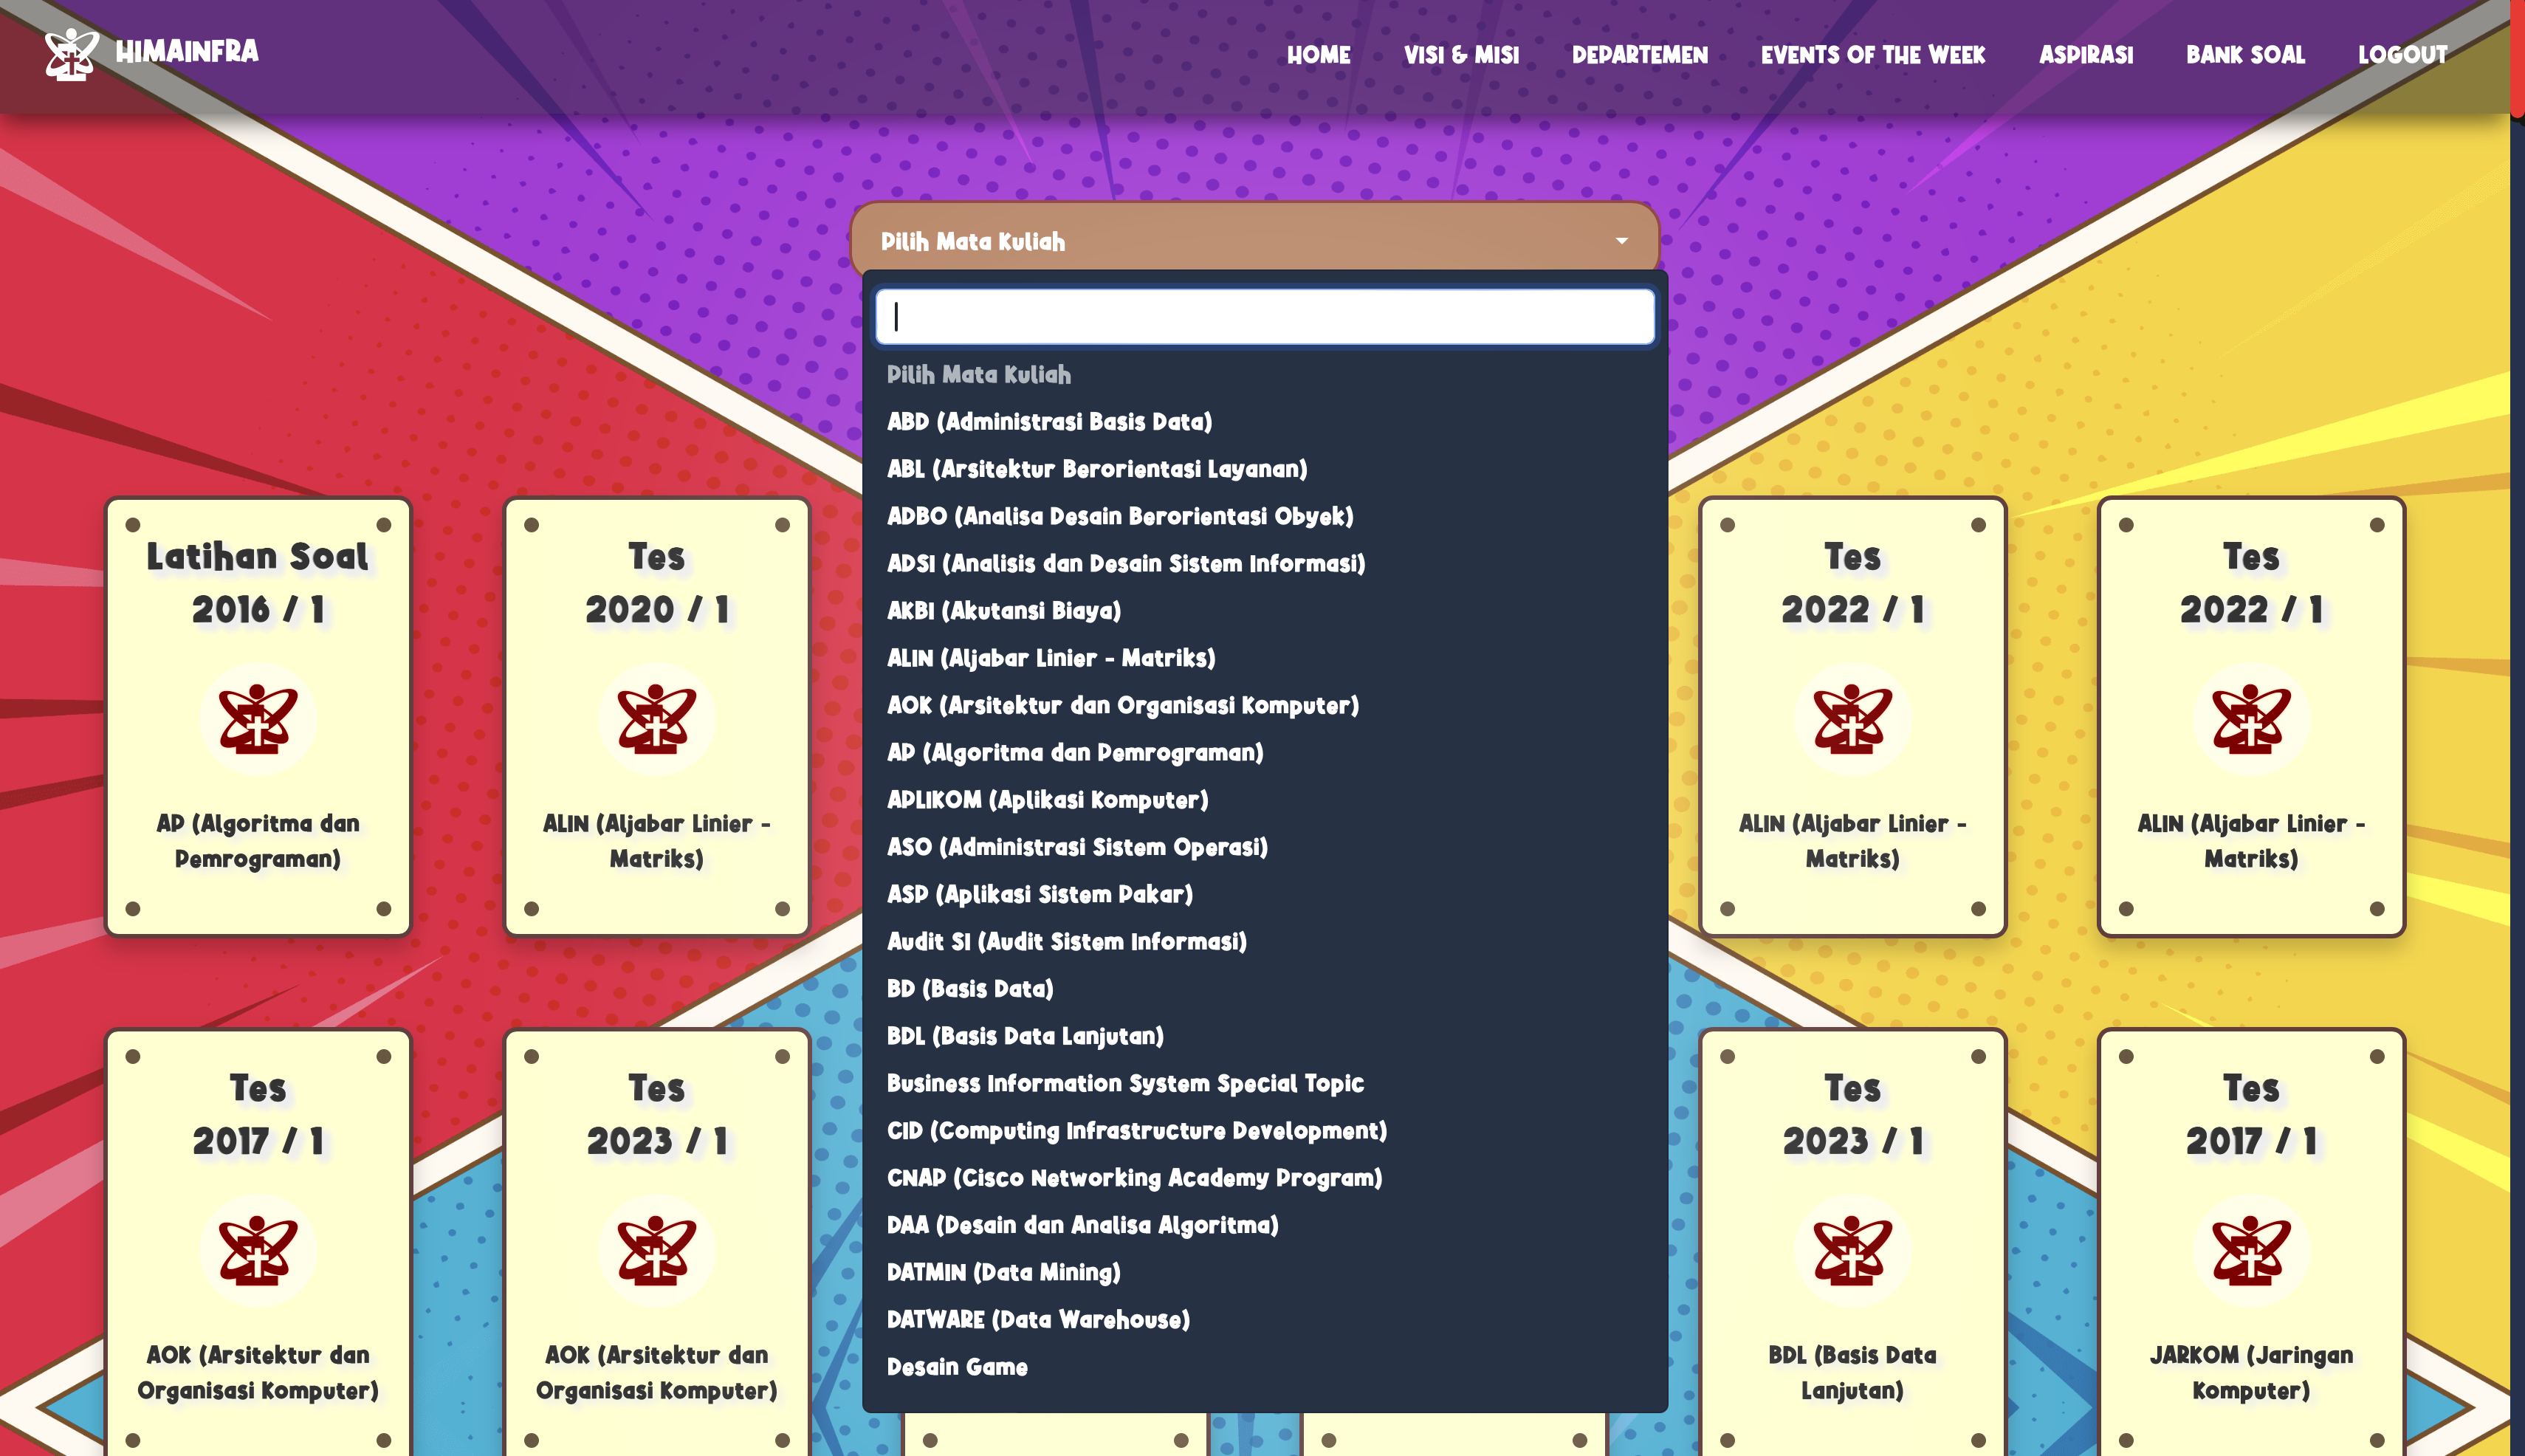 HIMAINFRA
HOME VISI & MISI DEPARTEMEN EVENTS OF THE WEEK ASPIRASI BANK SOAL LOGOUT
Pilih Mata Kuliah
Pilih Mata Kuliah
ABD (Administrasi Basis Data)
ABL (Arsitektur Berorientasi Layanan)
ADBO (Analisa Desain Berorientasi Obyek)
ADSI (Analisis dan Desain Sistem Informasi)
AKBI (Akutansi Biaya)
ALIN (Aljabar Linier - Matriks)
AOK (Arsitektur dan Organisasi Komputer)
AP (Algoritma dan Pemrograman)
APLIKOM (Aplikasi Komputer)
ASO (Administrasi Sistem Operasi)
ASP (Aplikasi Sistem Pakar)
Audit SI (Audit Sistem Informasi)
BD (Basis Data)
BDL (Basis Data Lanjutan)
Business Information System Special Topic
CID (Computing Infrastructure Development)
CNAP (Cisco Networking Academy Program)
DAA (Desain dan Analisa Algoritma)
DATMIN (Data Mining)
DATWARE (Data Warehouse)
Desain Game
Latihan Soal
2016 / 1
AP (Algoritma dan
Pemrograman)
Tes
2020 / 1
ALIN (Aljabar Linier -
Matriks)
Tes
2022 / 1
ALIN (Aljabar Linier -
Matriks)
Tes
2022 / 1
ALIN (Aljabar Linier -
Matriks)
Tes
2017 / 1
AOK (Arsitektur dan
Organisasi Komputer)
Tes
2023 / 1
AOK (Arsitektur dan
Organisasi Komputer)
Tes
2023 / 1
BDL (Basis Data
Lanjutan)
Tes
2017 / 1
JARKOM (Jaringan
Komputer)